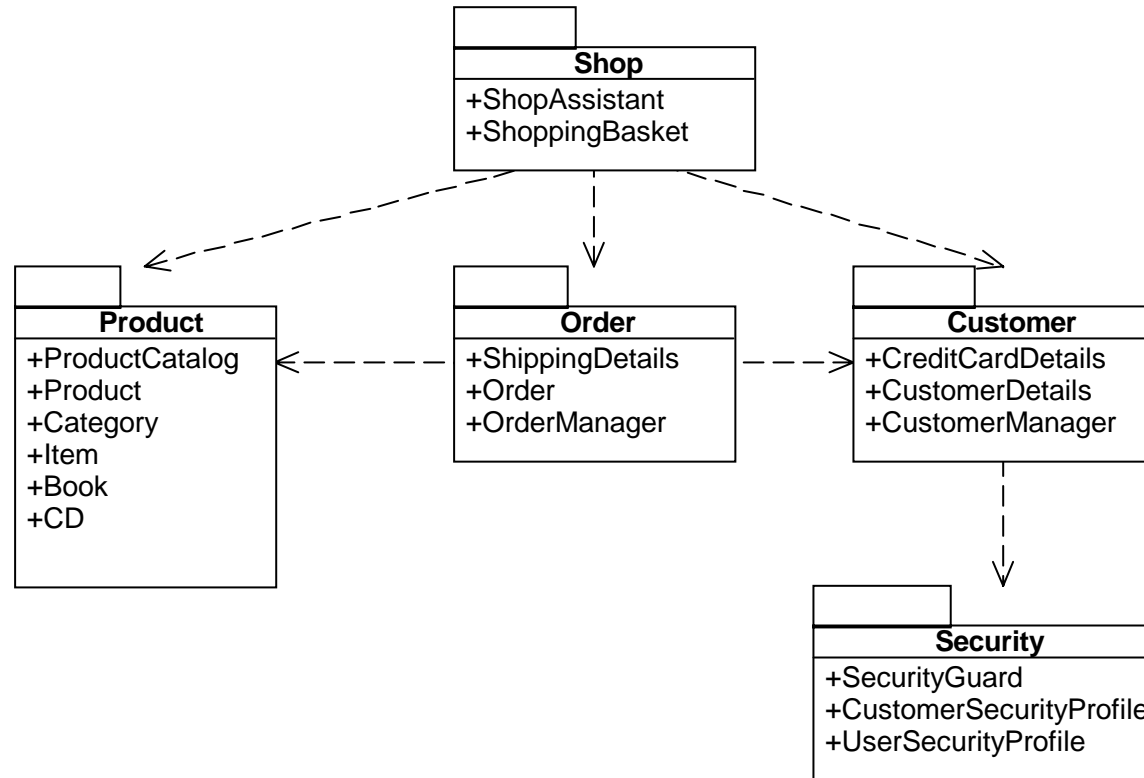 Shop
+ShopAssistant
+ShoppingBasket
Product
+ProductCatalog
+Product
+Category
+Item
+Book
+CD
Order
+ShippingDetails
+Order
+OrderManager
Customer
+CreditCardDetails
+CustomerDetails
+CustomerManager
Security
+SecurityGuard
+CustomerSecurityProfile
+UserSecurityProfile